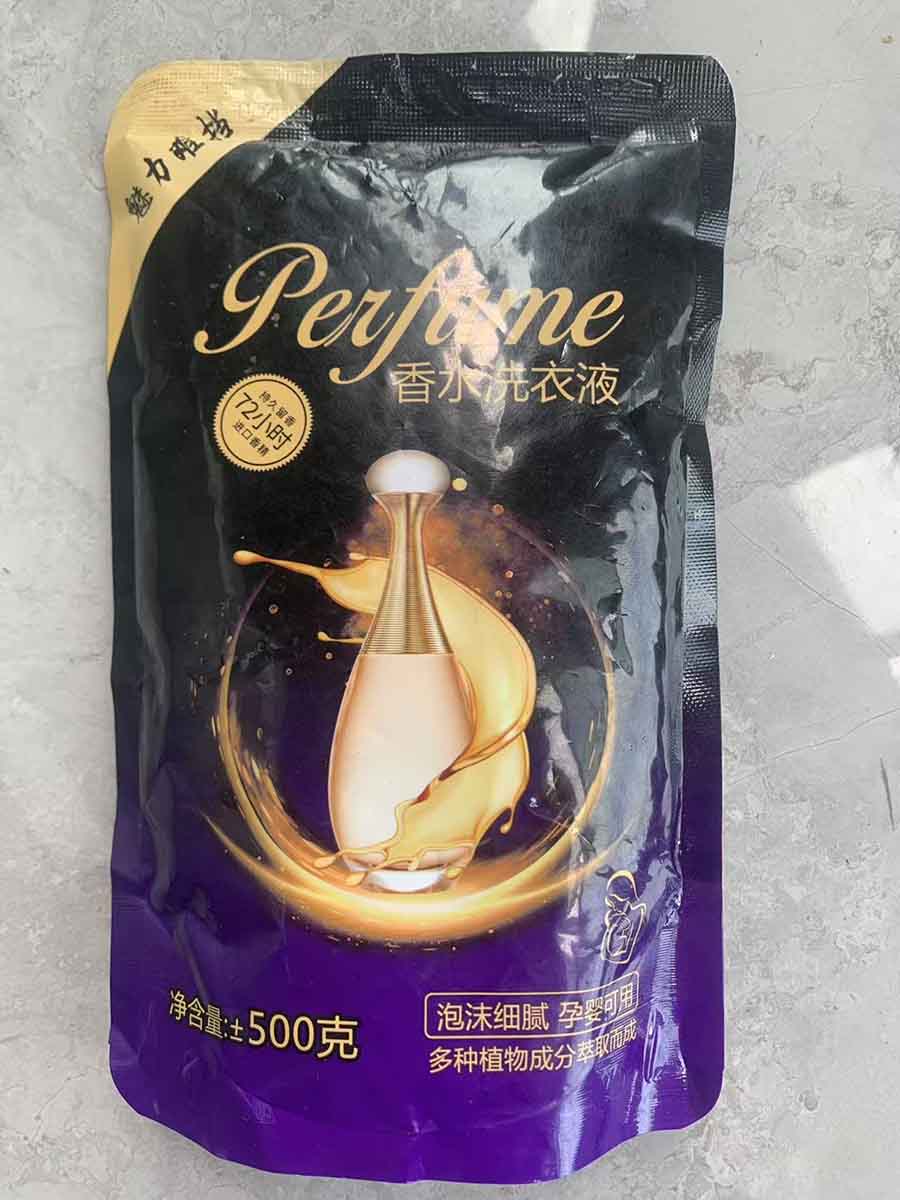 魅力难挡
Perfume
香水洗衣液
持久留香
72小时
进口香精
净含量:±500克
泡沫细腻 孕婴可用
多种植物成分萃取而成